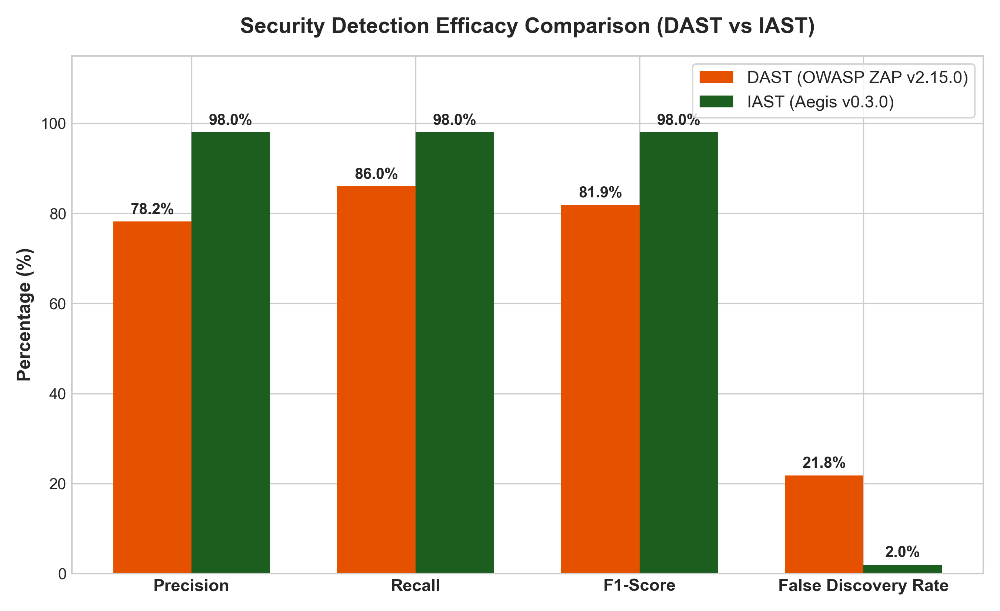 Security Detection Efficacy Comparison (DAST vs IAST)
DAST (OWASP ZAP v2.15.0)
IAST (Aegis v0.3.0)
Percentage (%)
100
80
60
40
20
0
78.2%
98.0%
86.0%
98.0%
81.9%
98.0%
21.8%
2.0%
Precision
Recall
F1-Score
False Discovery Rate